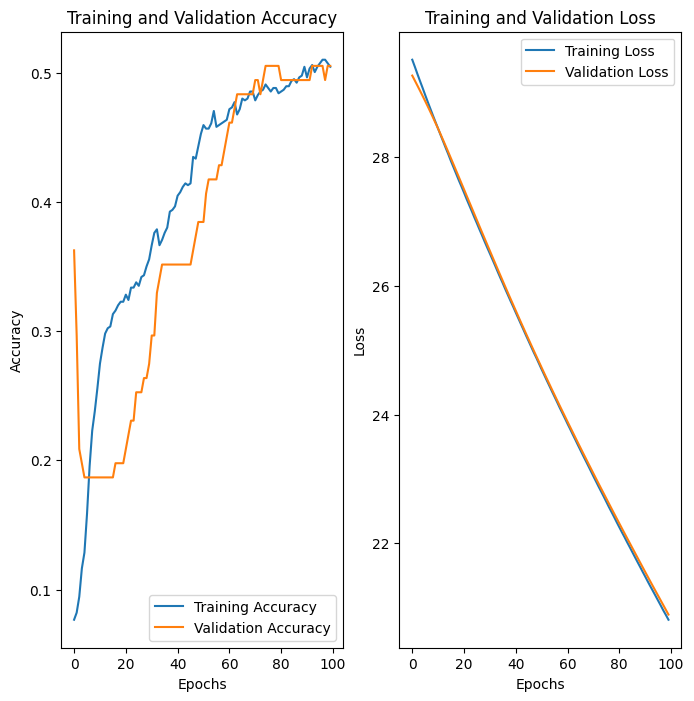 Training and Validation Accuracy
Accuracy
0.5
0.4
0.3
0.2
0.1
Training Accuracy
Validation Accuracy
0 20 40 60 80 100
Epochs
Training and Validation Loss
Training Loss
Validation Loss
Loss
28
26
24
22
0 20 40 60 80 100
Epochs